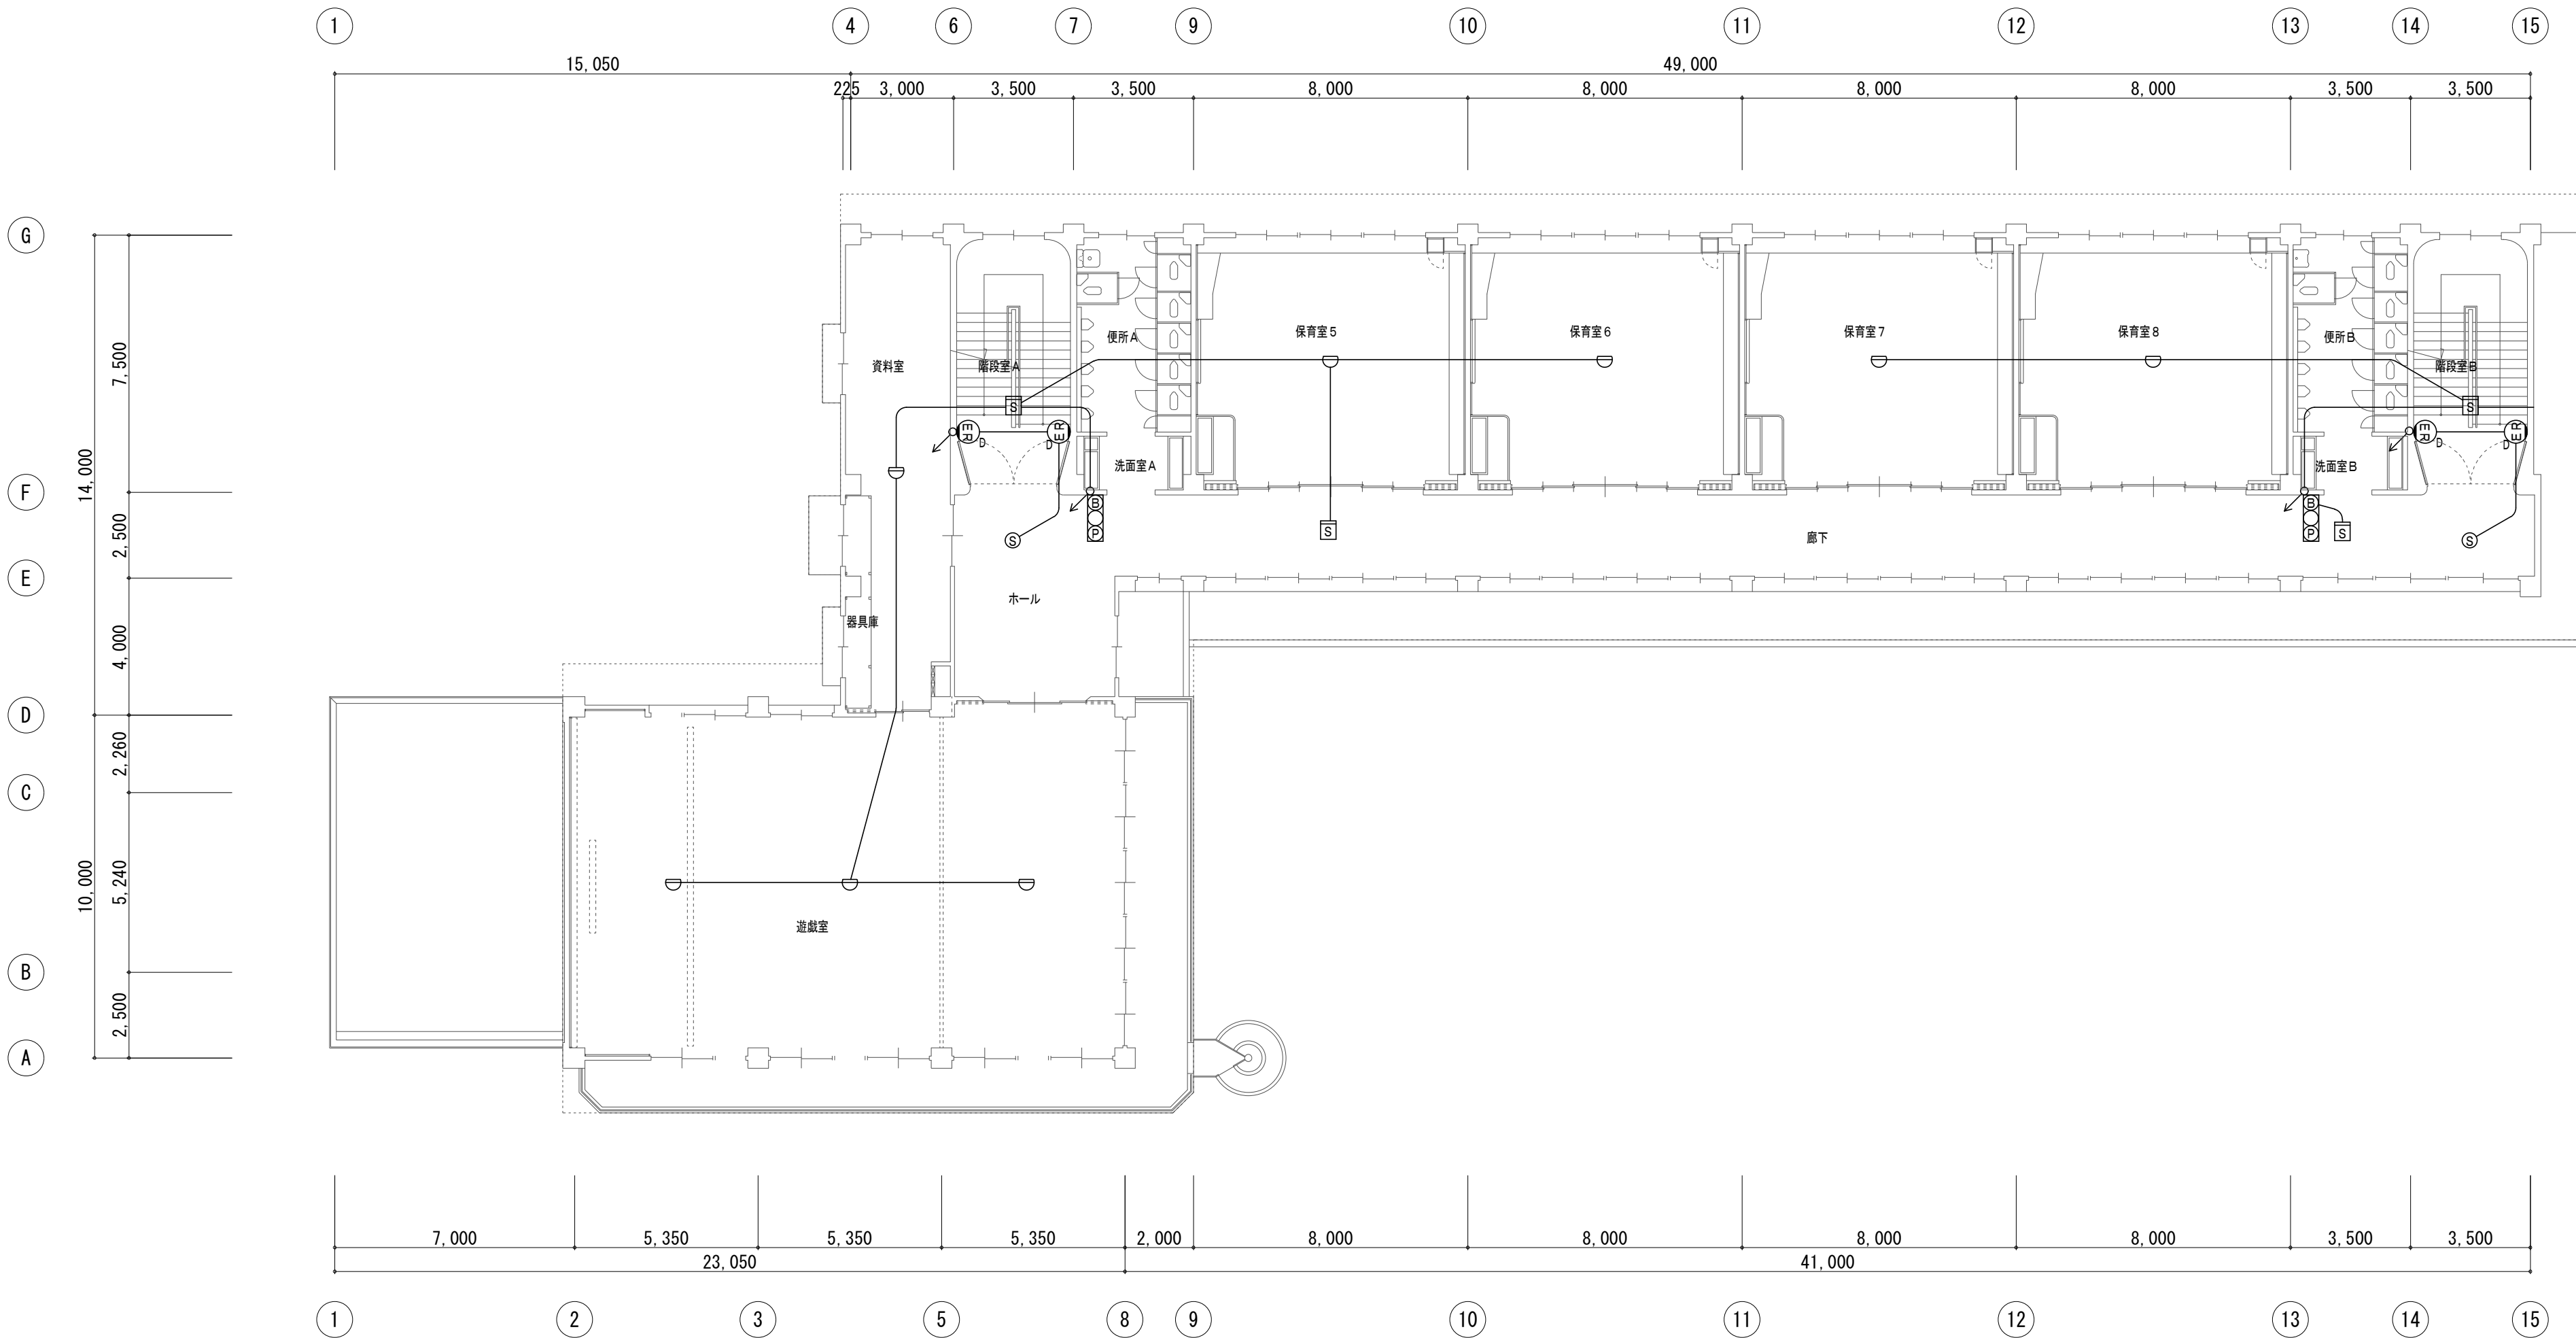 1 4 6 7 9 10 11 12 13 14 15
15,050 49,000
225 3,000 3,500 3,500 8,000 8,000 8,000 8,000 3,500 3,500
G
7,500
保育室5 保育室6 保育室7 保育室8
便所A 便所B
資料室 階段室A 階段室B
S S
ER D ER D ER D ER D
洗面室A 洗面室B
14,000
F
B P B P
2,500
S S S S
廊下
E
ホール
器具庫
4,000
D
2,260
C
10,000
5,240
遊戯室
B
2,500
A
7,000 5,350 5,350 5,350 2,000 8,000 8,000 8,000 8,000 3,500 3,500
23,050 41,000
1 2 3 5 8 9 10 11 12 13 14 15